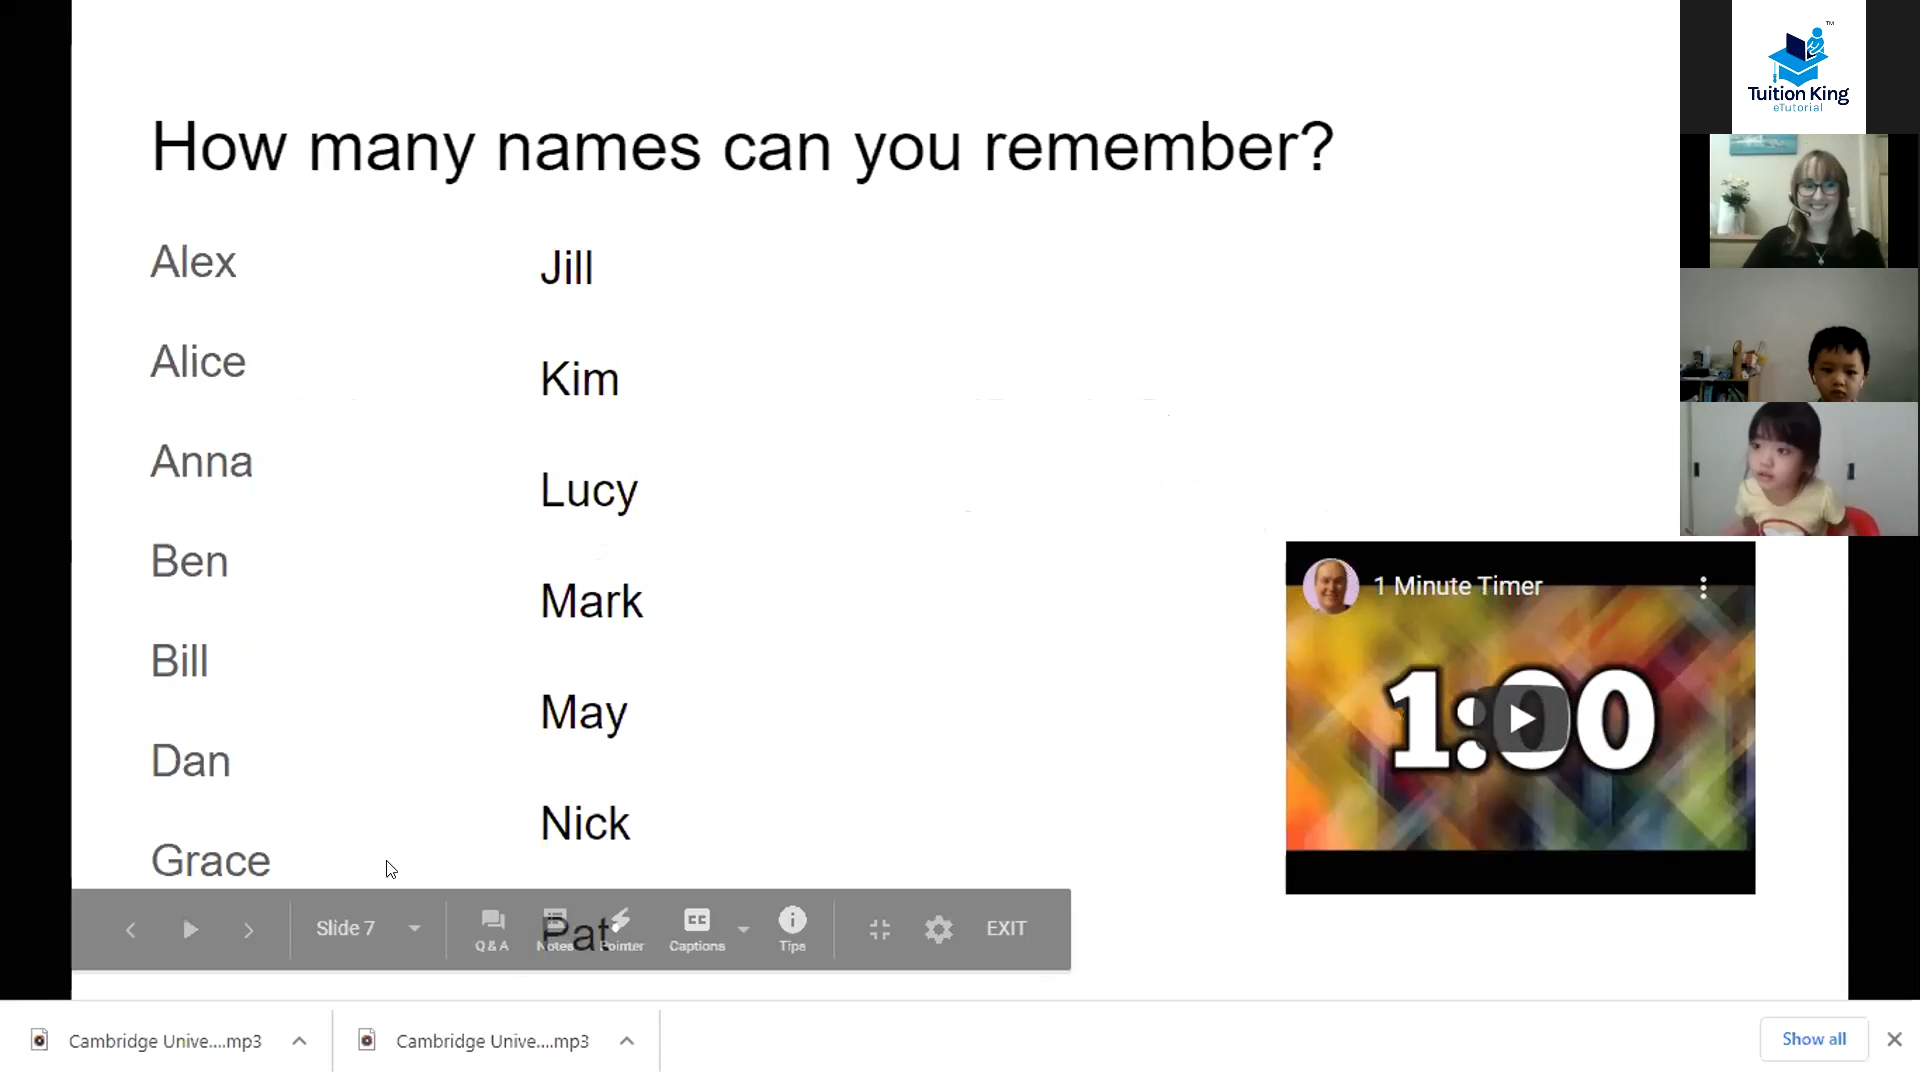 How many names can you remember?
Alex
Alice
Anna
Ben
Bill
Dan
Grace
Jill
Kim
Lucy
Mark
May
Nick
Pat
TM
Tuition King
eTutorial
1 Minute Timer
1:00
Slide 7
Q&A
Notes
Pointer
CC
Captions
Tips
EXIT
Cambridge Unive....mp3
Cambridge Unive....mp3
Show all